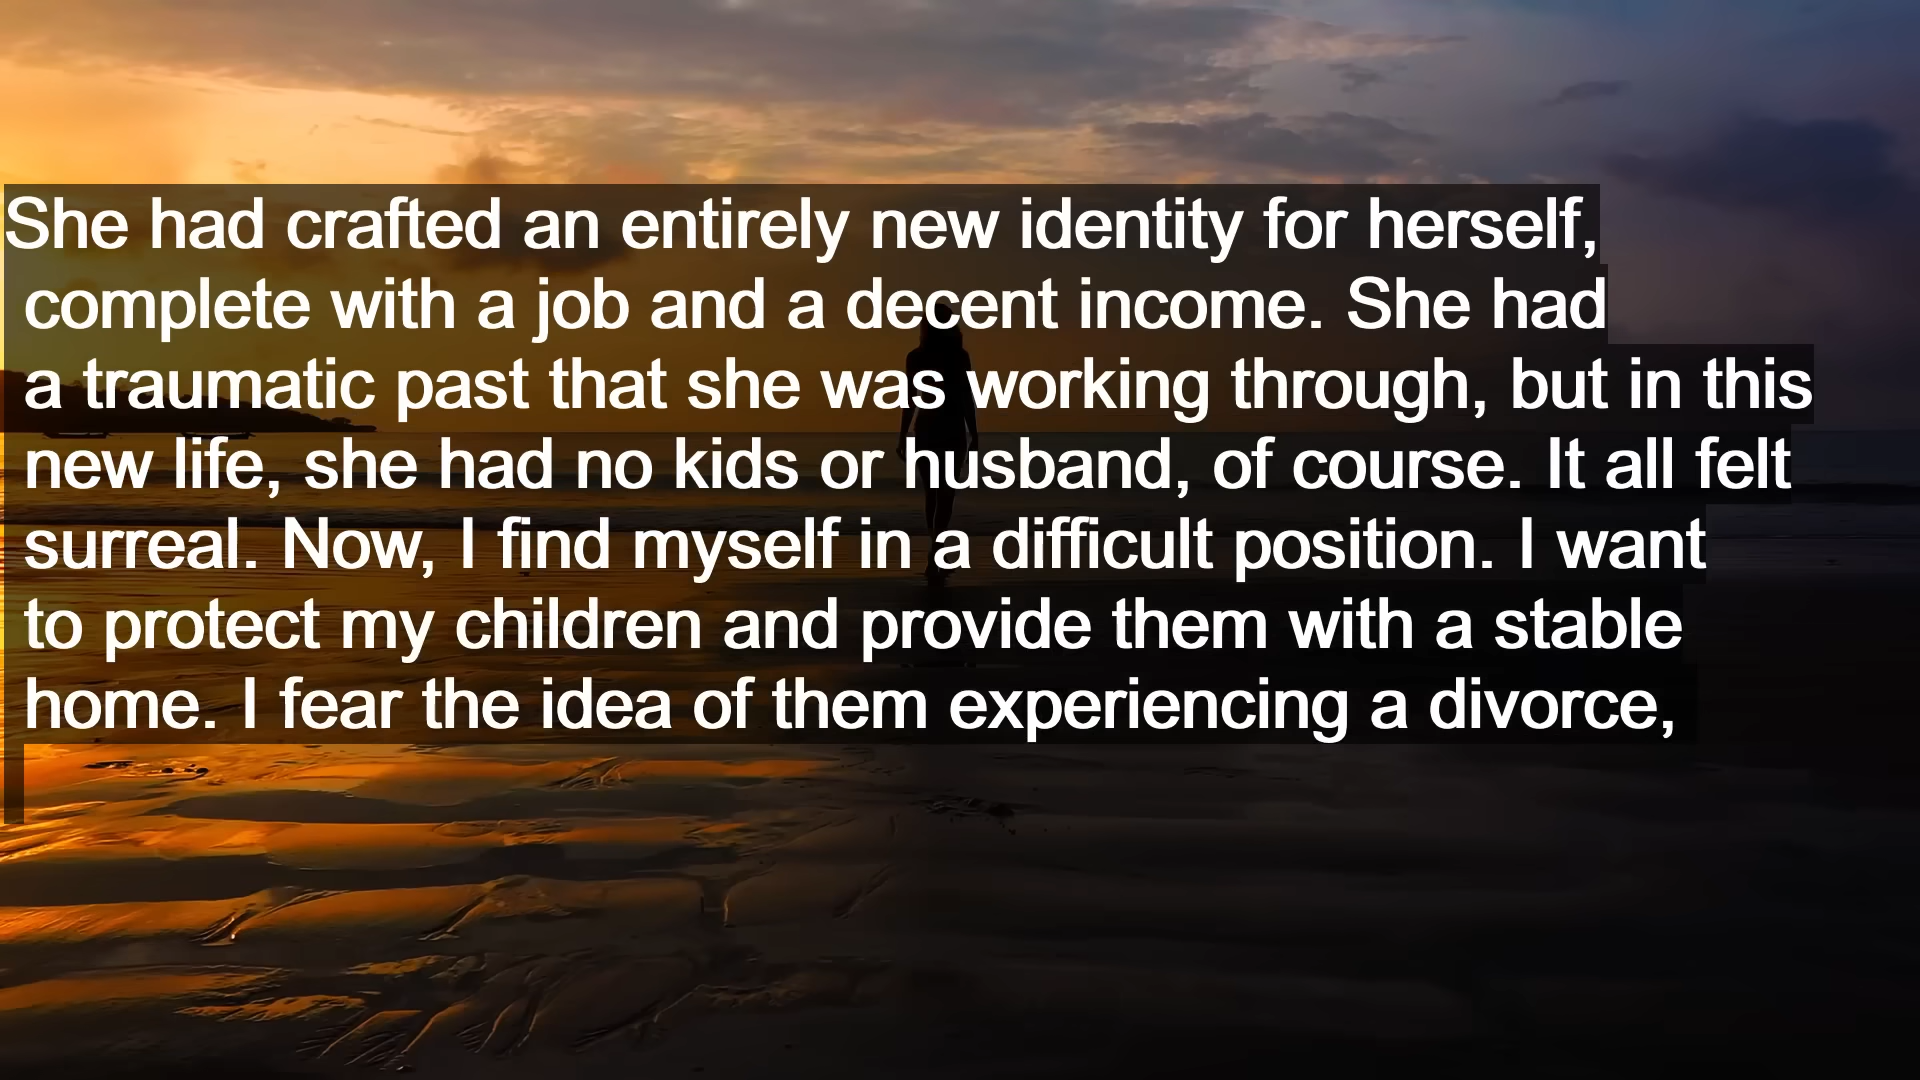 She had crafted an entirely new identity for herself,
complete with a job and a decent income. She had
a traumatic past that she was working through, but in this
new life, she had no kids or husband, of course. It all felt
surreal. Now, I find myself in a difficult position. I want
to protect my children and provide them with a stable
home. I fear the idea of them experiencing a divorce,